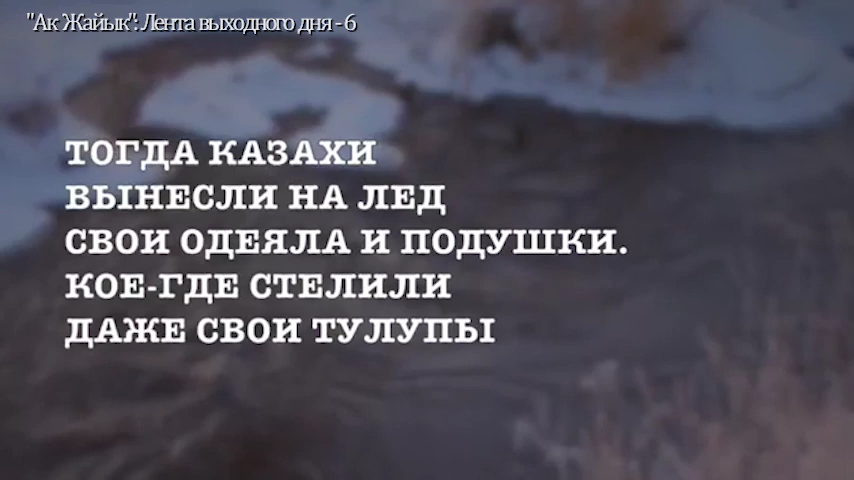 "Ак Жайык": Лента выходного дня - 6
ТОГДА КАЗАХИ
ВЫНЕСЛИ НА ЛЕД
СВОИ ОДЕЯЛА И ПОДУШКИ.
КОЕ-ГДЕ СТЕЛИЛИ
ДАЖЕ СВОИ ТУЛУПЫ